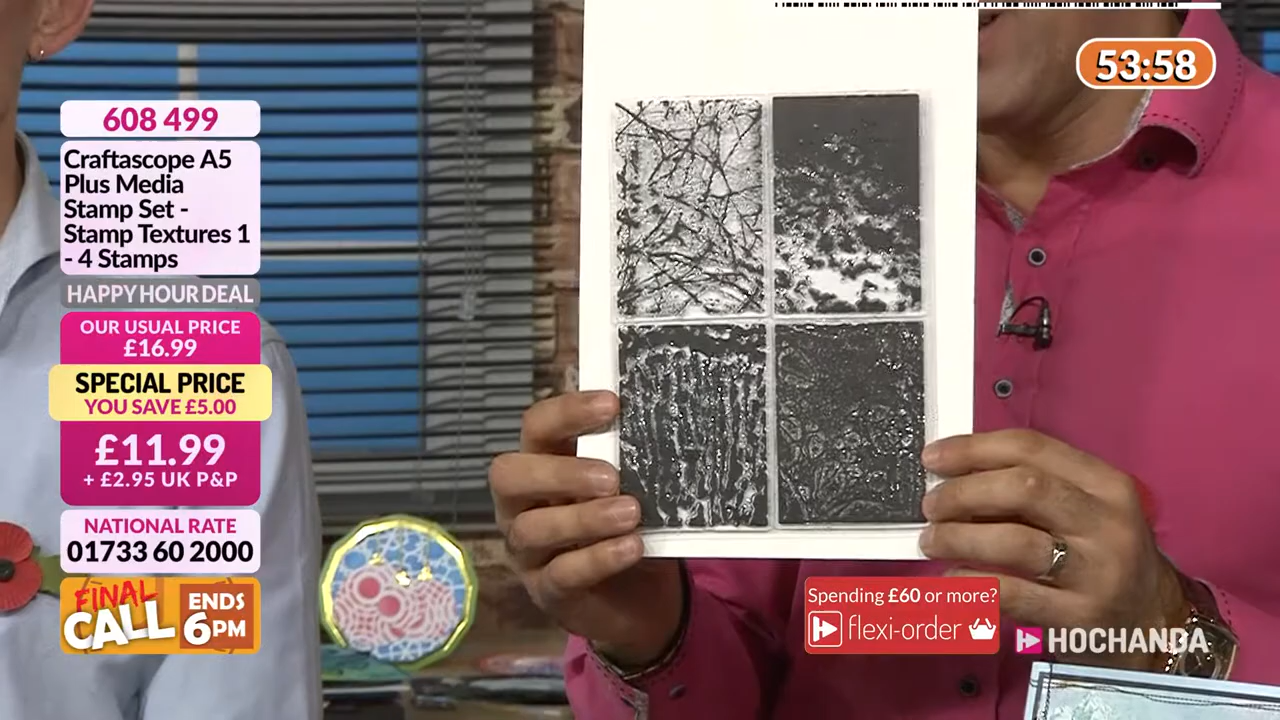 53:58
608 499
Craftascope A5
Plus Media
Stamp Set -
Stamp Textures 1
- 4 Stamps
HAPPY HOUR DEAL
OUR USUAL PRICE
£16.99
SPECIAL PRICE
YOU SAVE £5.00
£11.99
+ £2.95 UK P&P
NATIONAL RATE
01733 60 2000
FINAL
CALL
ENDS
6PM
Spending £60 or more?
flexi-order
HOCHANDA